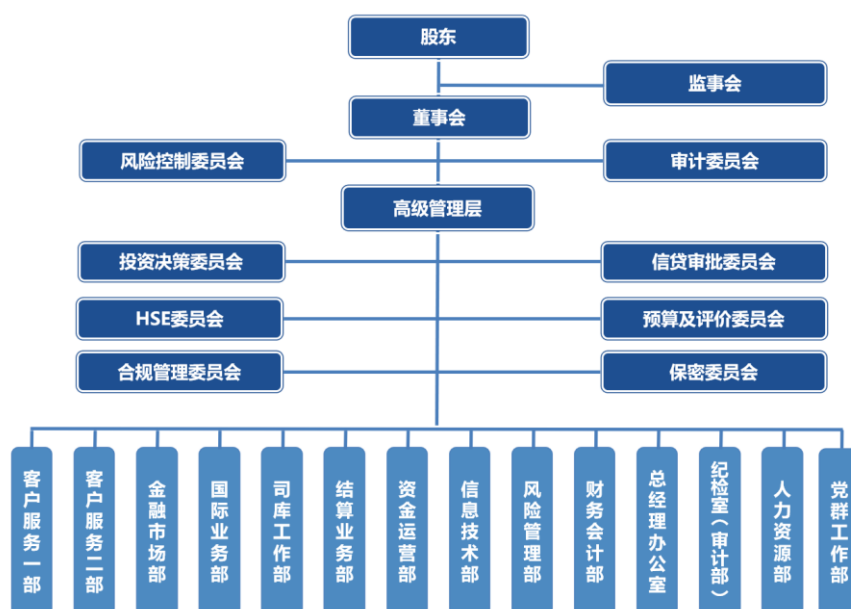 股东
监事会
董事会
风险控制委员会
审计委员会
高级管理层
投资决策委员会
信贷审批委员会
HSE委员会
预算及评价委员会
合规管理委员会
保密委员会
客户服务一部
客户服务二部
金融市场部
国际业务部
司库工作部
结算业务部
资金运营部
信息技术部
风险管理部
财务会计部
总经理办公室
纪检室（审计部）
人力资源部
党群工作部